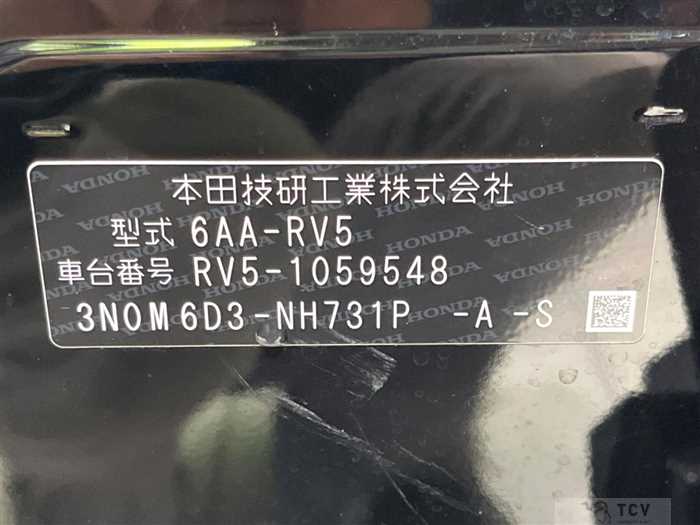 本田技研工業株式会社
型式 6AA-RV5
車台番号 RV5-1059548
3N0M6D3-NH731P -A -S
TCV